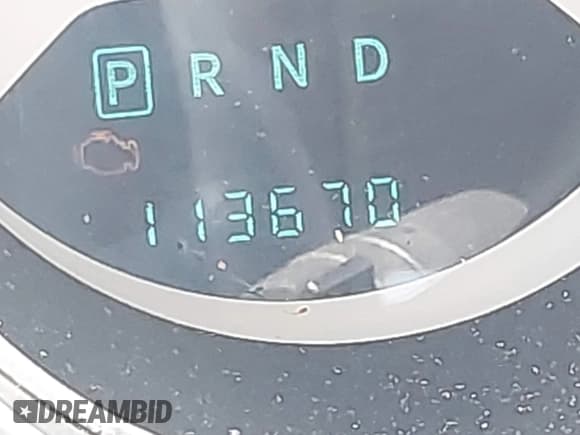 P R N D
113670
DREAMBID